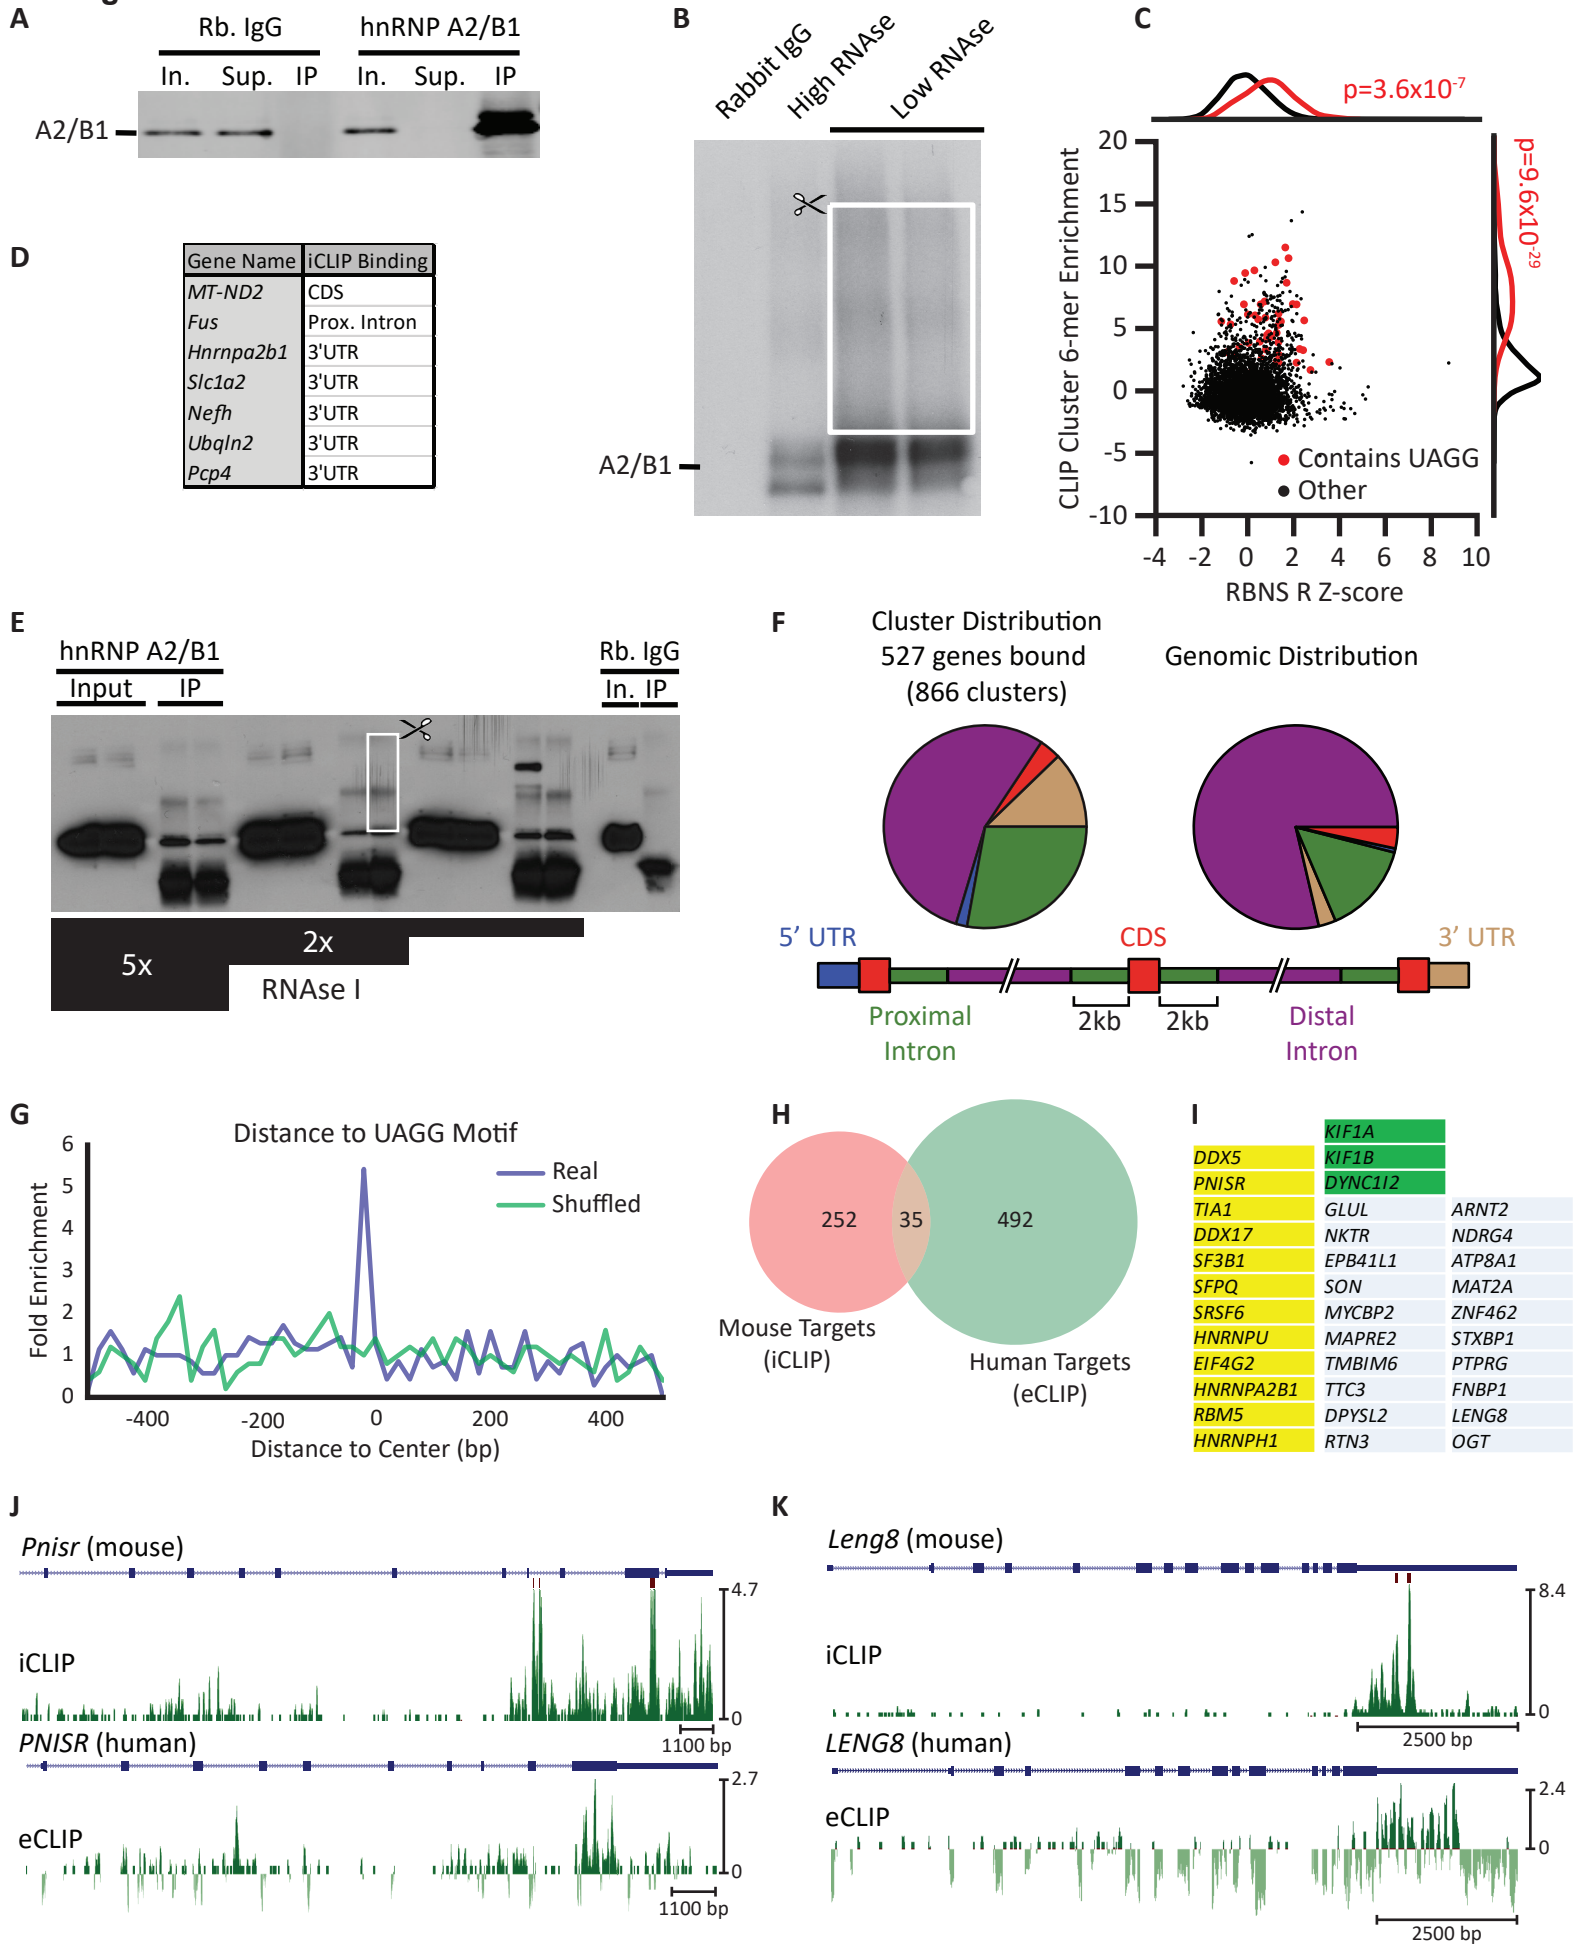 A
Rb. IgG
hnRNP A2/B1
In.
Sup.
IP
In.
Sup.
IP
A2/B1
B
Rabbit IgG
High RNAse
Low RNAse
A2/B1
C
p=3.6x10-7
p=9.6x10-29
CLIP Cluster 6-mer Enrichment
20
15
10
5
0
-5
-10
Contains UAGG
Other
-4
-2
0
2
4
6
8
10
RBNS R Z-score
D
Gene Name
iCLIP Binding
MT-ND2
CDS
Fus
Prox. Intron
Hnrnpa2b1
3'UTR
Slc1a2
3'UTR
Nefh
3'UTR
Ubqln2
3'UTR
Pcp4
3'UTR
E
hnRNP A2/B1
Input
IP
Rb. IgG
In.
IP
5x
2x
RNAse I
F
Cluster Distribution
527 genes bound
(866 clusters)
Genomic Distribution
5’ UTR
CDS
3’ UTR
Proximal
Intron
2kb
2kb
Distal
Intron
G
Distance to UAGG Motif
Real
Shuffled
Fold Enrichment
6
5
4
3
2
1
0
-400
-200
0
200
400
Distance to Center (bp)
H
252
35
492
Mouse Targets
(iCLIP)
Human Targets
(eCLIP)
I
DDX5
PNISR
TIA1
DDX17
SF3B1
SFPQ
SRSF6
HNRNPU
EIF4G2
HNRNPA2B1
RBM5
HNRNPH1
KIF1A
KIF1B
DYNC1I2
GLUL
NKTR
EPB41L1
SON
MYCBP2
MAPRE2
TMBIM6
TTC3
DPYSL2
RTN3
ARNT2
NDRG4
ATP8A1
MAT2A
ZNF462
STXBP1
PTPRG
FNBP1
LENG8
OGT
J
Pnisr (mouse)
4.7
iCLIP
0
1100 bp
PNISR (human)
2.7
eCLIP
0
1100 bp
K
Leng8 (mouse)
8.4
iCLIP
0
2500 bp
LENG8 (human)
2.4
eCLIP
0
2500 bp